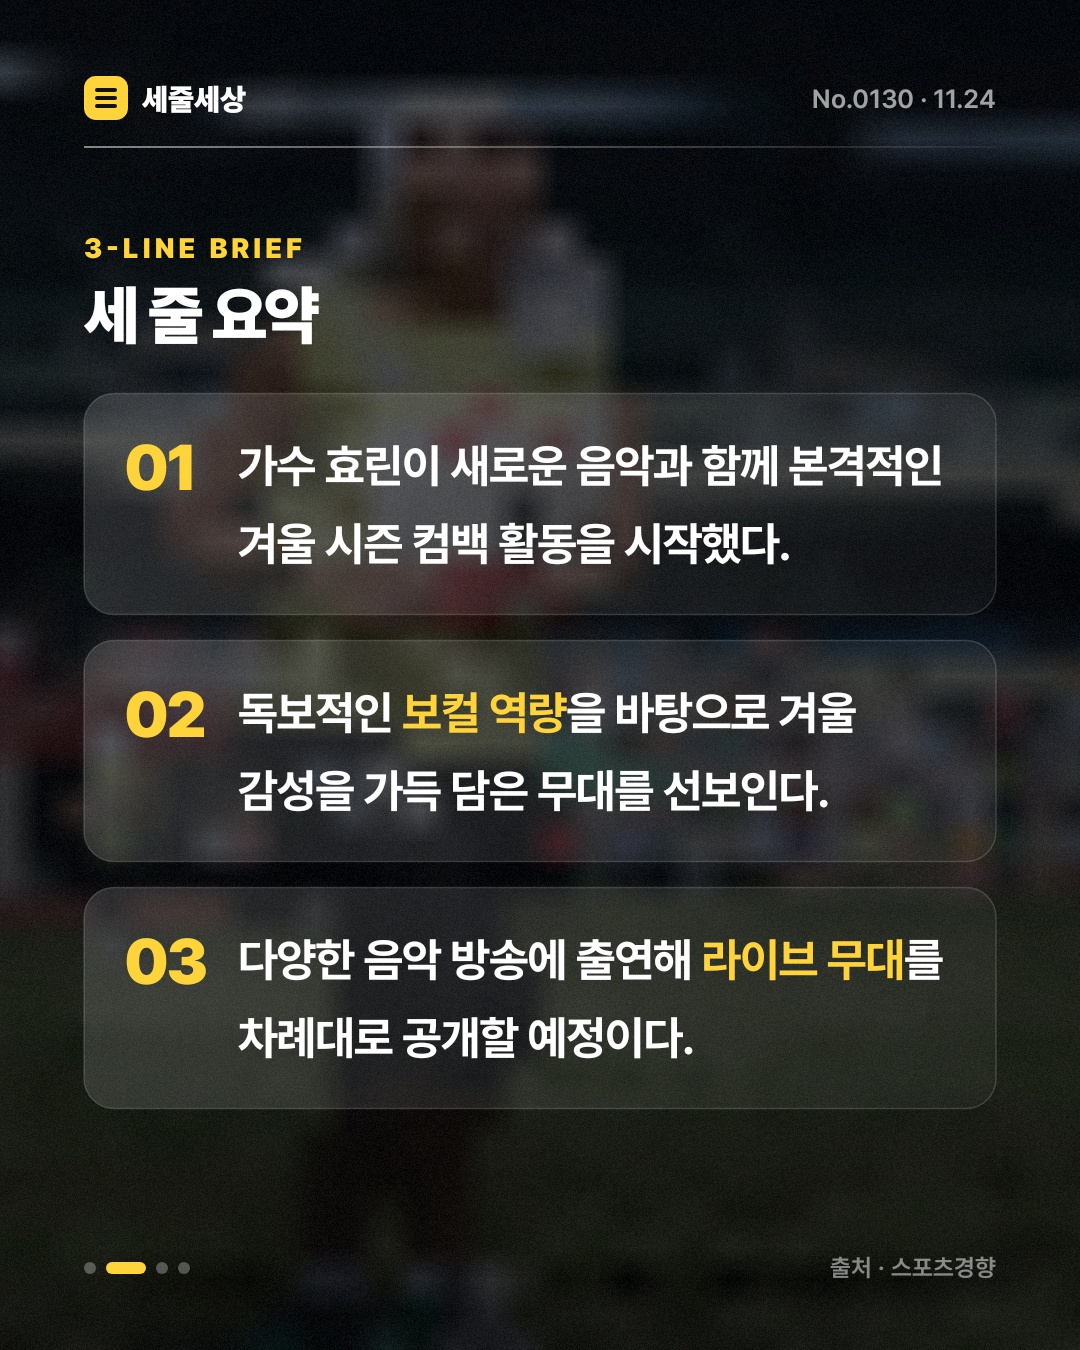 세줄세상
No.0130 · 11.24
3-LINE BRIEF
세 줄 요약
01 가수 효린이 새로운 음악과 함께 본격적인
겨울 시즌 컴백 활동을 시작했다.
02 독보적인 보컬 역량을 바탕으로 겨울
감성을 가득 담은 무대를 선보인다.
03 다양한 음악 방송에 출연해 라이브 무대를
차례대로 공개할 예정이다.
출처 · 스포츠경향